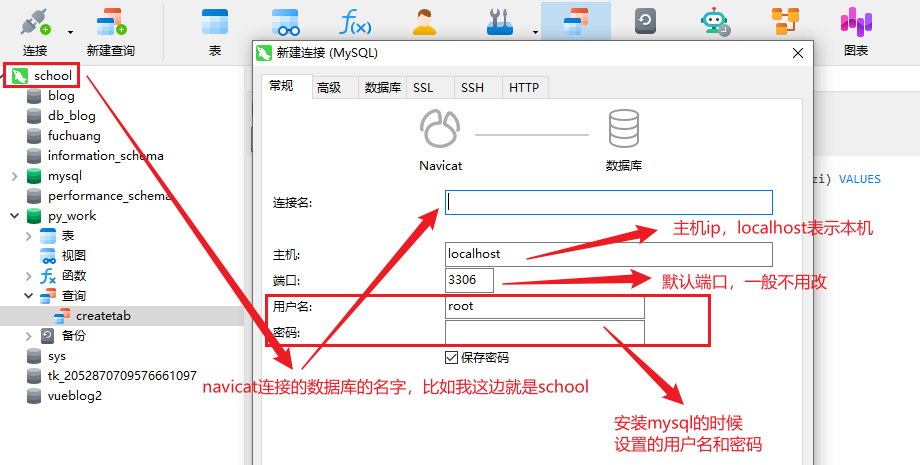 连接
新建查询
表
f(x)
图表
新建连接 (MySQL)
常规
高级
数据库
SSL
SSH
HTTP
school
blog
db_blog
fuchuang
information_schema
mysql
performance_schema
py_work
表
视图
函数
查询
createtab
备份
sys
tk_2052870709576661097
vueblog2
Navicat
数据库
zi) VALUES
连接名:
主机ip，localhost表示本机
主机:
localhost
端口:
3306
默认端口，一般不用改
用户名:
root
密码:
保存密码
navicat连接的数据库的名字，比如我这边就是school
安装mysql的时候
设置的用户名和密码